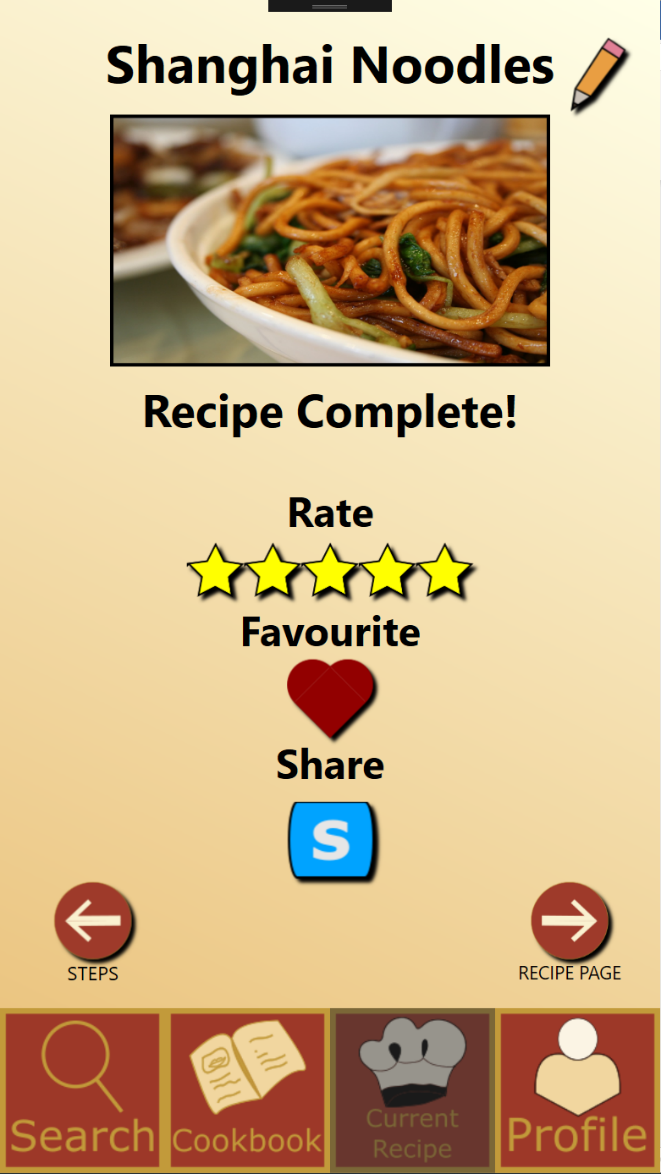 Shanghai Noodles
Recipe Complete!
Rate
Favourite
Share
S
STEPS
RECIPE PAGE
Search
Cookbook
Current
Recipe
Profile